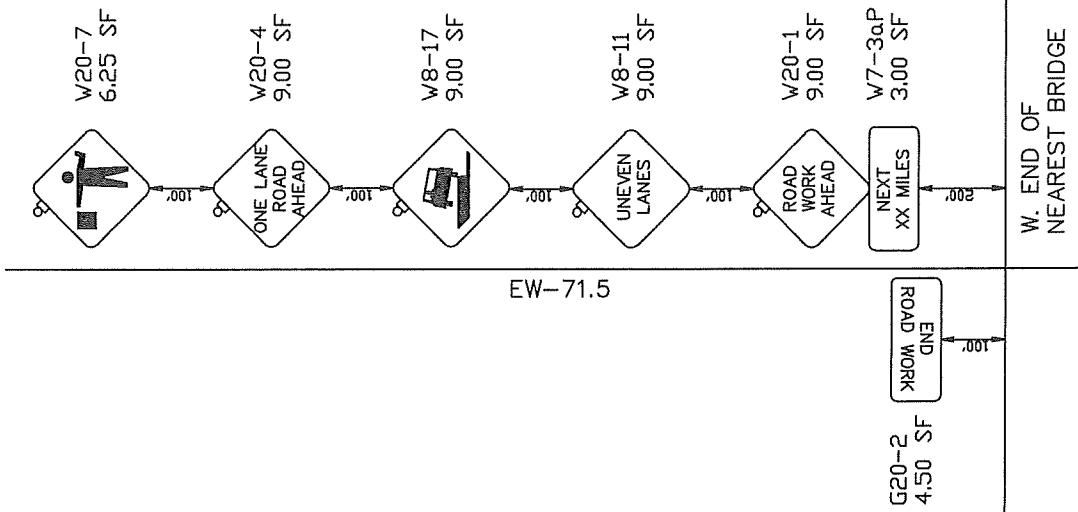 W20-7
6.25 SF
100'
ONE LANE
ROAD
AHEAD
W20-4
9.00 SF
100'
W8-17
9.00 SF
100'
UNEVEN
LANES
W8-11
9.00 SF
100'
ROAD
WORK
AHEAD
W20-1
9.00 SF
NEXT
XX MILES
W7-3aP
3.00 SF
200'
EW-71.5
END
ROAD WORK
100'
G20-2
4.50 SF
W. END OF
NEAREST BRIDGE